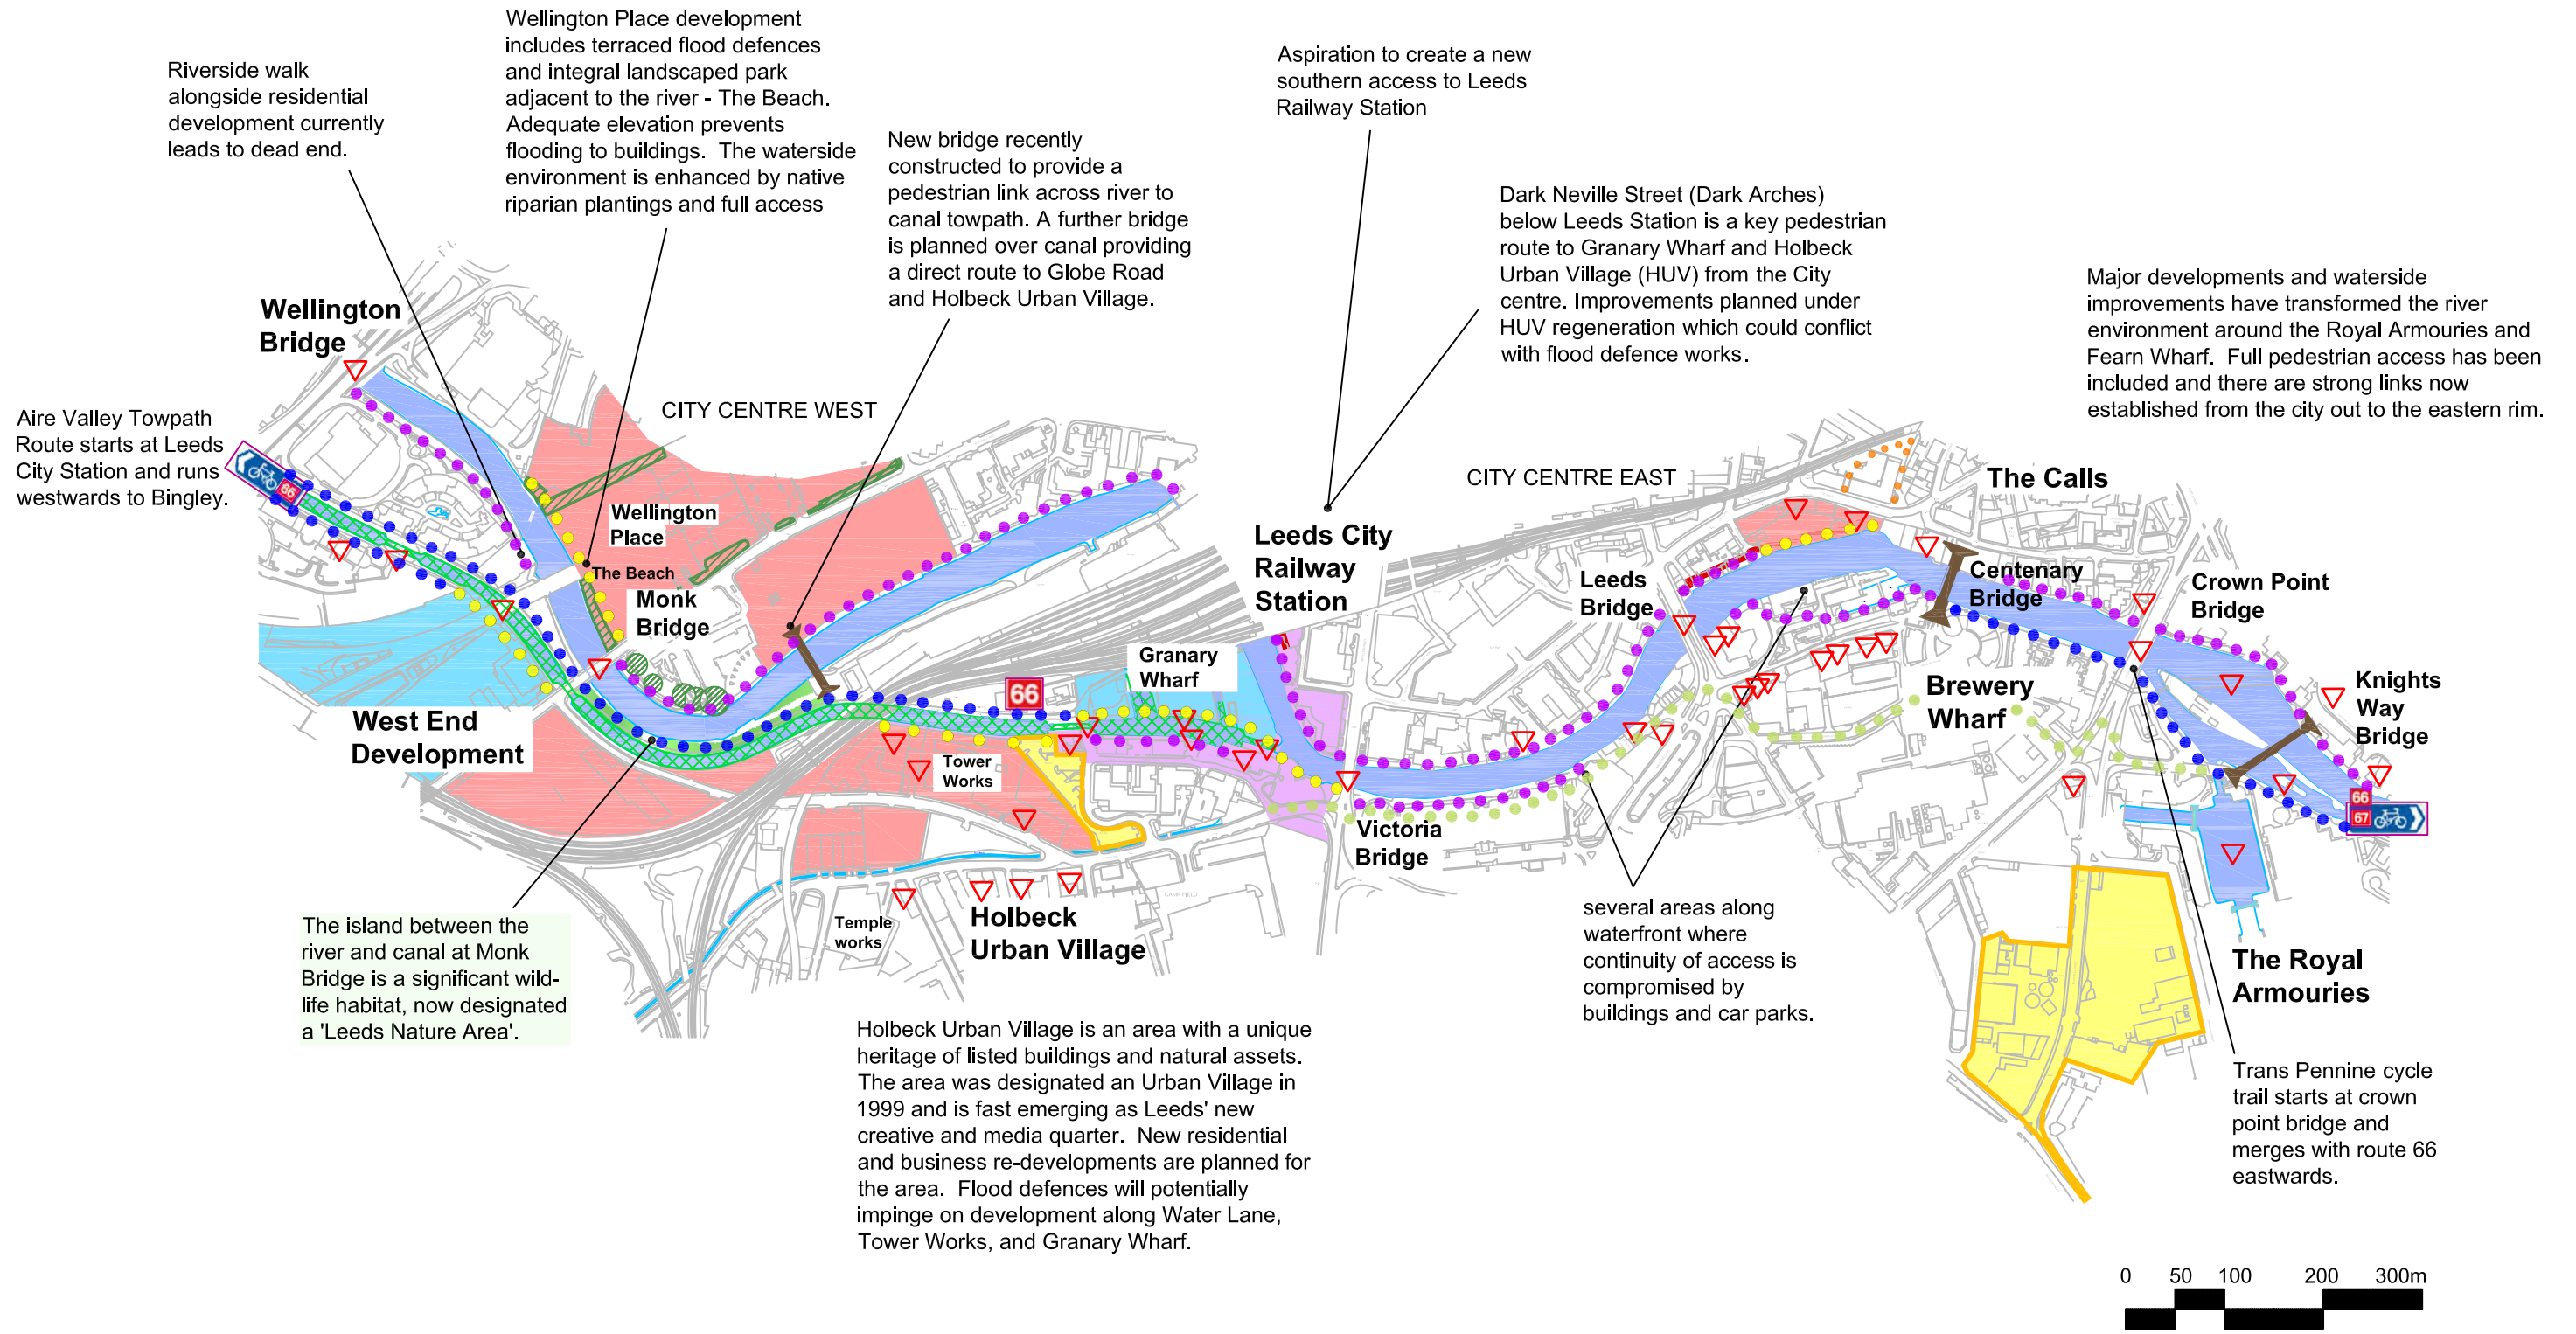 Wellington Place development
includes terraced flood defences
and integral landscaped park
adjacent to the river - The Beach.
Adequate elevation prevents
flooding to buildings.  The waterside
environment is enhanced by native
riparian plantings and full access
Riverside walk
alongside residential
development currently
leads to dead end.
New bridge recently
constructed to provide a
pedestrian link across river to
canal towpath. A further bridge
is planned over canal providing
a direct route to Globe Road
and Holbeck Urban Village.
Aspiration to create a new
southern access to Leeds
Railway Station
Dark Neville Street (Dark Arches)
below Leeds Station is a key pedestrian
route to Granary Wharf and Holbeck
Urban Village (HUV) from the City
centre. Improvements planned under
HUV regeneration which could conflict
with flood defence works.
Major developments and waterside
improvements have transformed the river
environment around the Royal Armouries and
Fearn Wharf.  Full pedestrian access has been
included and there are strong links now
established from the city out to the eastern rim.
Wellington
Bridge
Aire Valley Towpath
Route starts at Leeds
City Station and runs
westwards to Bingley.
66
CITY CENTRE WEST
Wellington
Place
The Beach
Monk
Bridge
CITY CENTRE EAST
The Calls
Leeds City
Railway
Station
Leeds
Bridge
Centenary
Bridge
Crown Point
Bridge
Granary
Wharf
66
Brewery
Wharf
Knights
Way
Bridge
West End
Development
Tower
Works
66
67
Victoria
Bridge
CAMP FIELD
Temple
works
Holbeck
Urban Village
The Royal
Armouries
The island between the
river and canal at Monk
Bridge is a significant wild-
life habitat, now designated
a 'Leeds Nature Area'.
several areas along
waterfront where
continuity of access is
compromised by
buildings and car parks.
Holbeck Urban Village is an area with a unique
heritage of listed buildings and natural assets.
The area was designated an Urban Village in
1999 and is fast emerging as Leeds' new
creative and media quarter.  New residential
and business re-developments are planned for
the area.  Flood defences will potentially
impinge on development along Water Lane,
Tower Works, and Granary Wharf.
Trans Pennine cycle
trail starts at crown
point bridge and
merges with route 66
eastwards.
0 50 100 200 300m